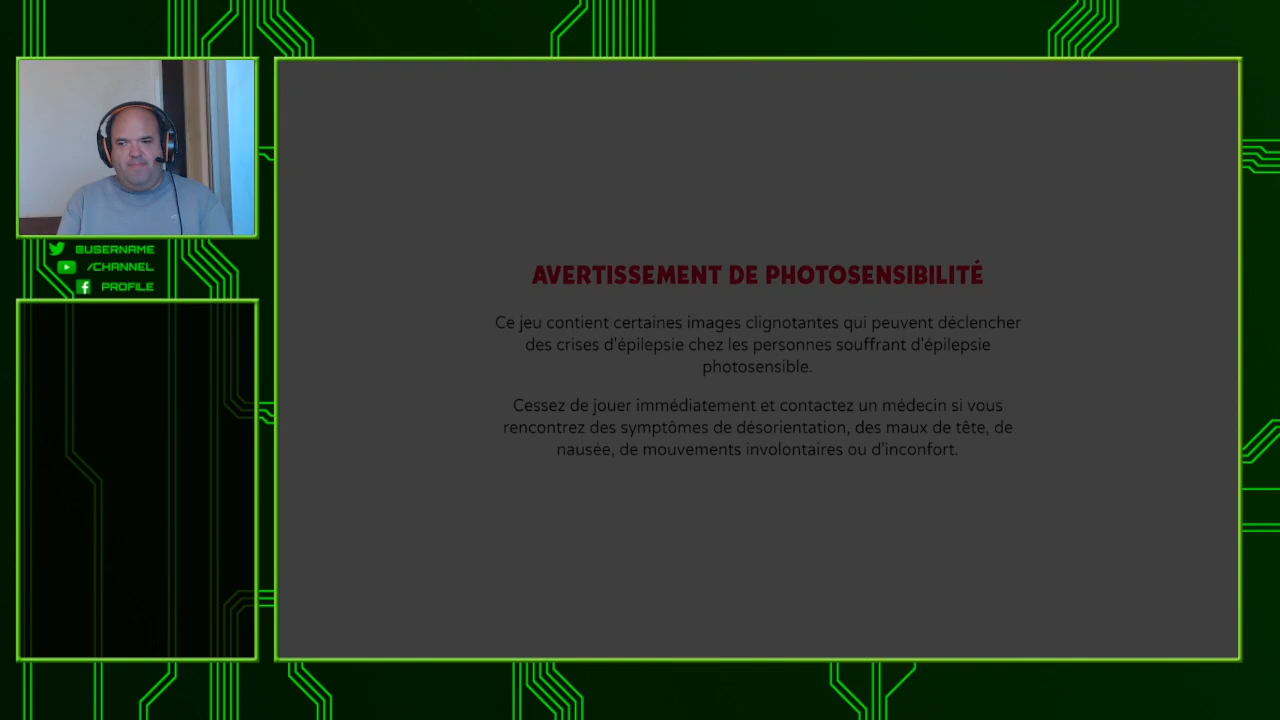 @USERNAME
/CHANNEL
PROFILE
AVERTISSEMENT DE PHOTOSENSIBILITÉ
Ce jeu contient certaines images clignotantes qui peuvent déclencher
des crises d'épilepsie chez les personnes souffrant d'épilepsie
photosensible.
Cessez de jouer immédiatement et contactez un médecin si vous
rencontrez des symptômes de désorientation, des maux de tête, de
nausée, de mouvements involontaires ou d'inconfort.